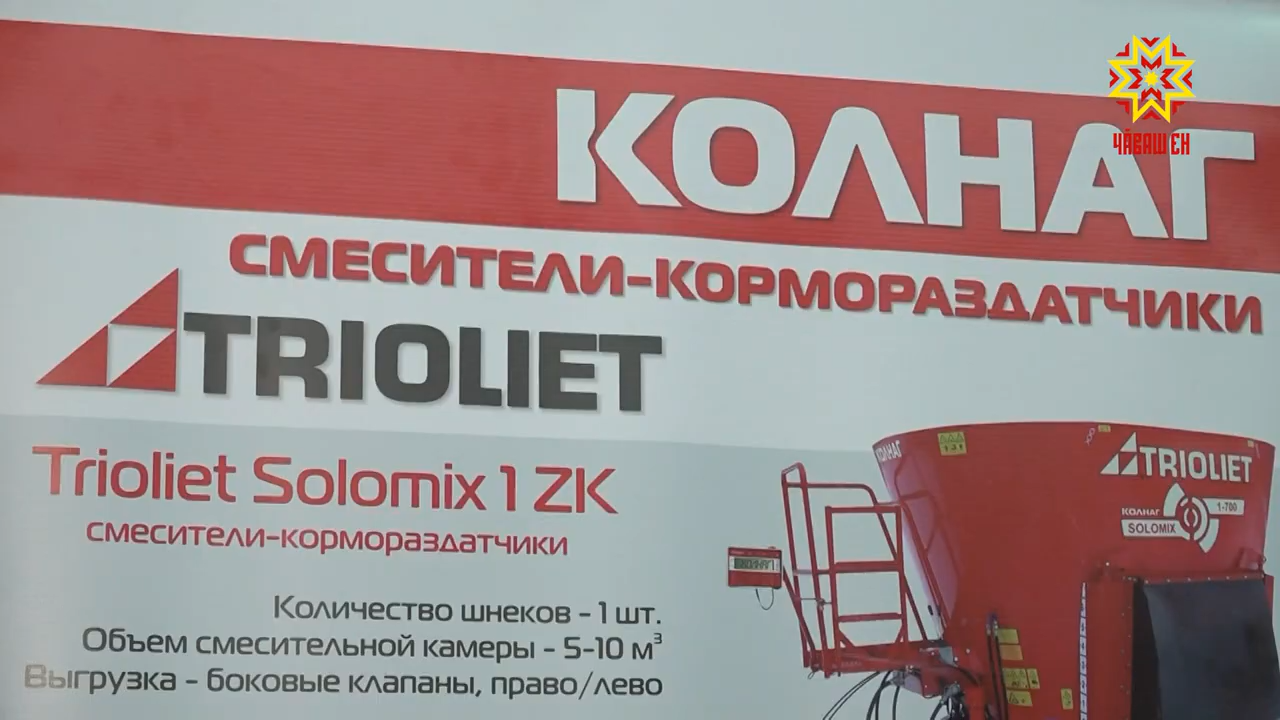 ЧӐВАШ ЕН
КОЛНАГ
СМЕСИТЕЛИ-КОРМОРАЗДАТЧИКИ
TRIOLIET
Trioliet Solomix 1 ZK
смесители-кормораздатчики
Количество шнеков - 1 шт.
Объем смесительной камеры - 5-10 м³
Выгрузка - боковые клапаны, право/лево
КОЛНАГ
TRIOLIET
КОЛНАГ
1-700
SOLOMIX